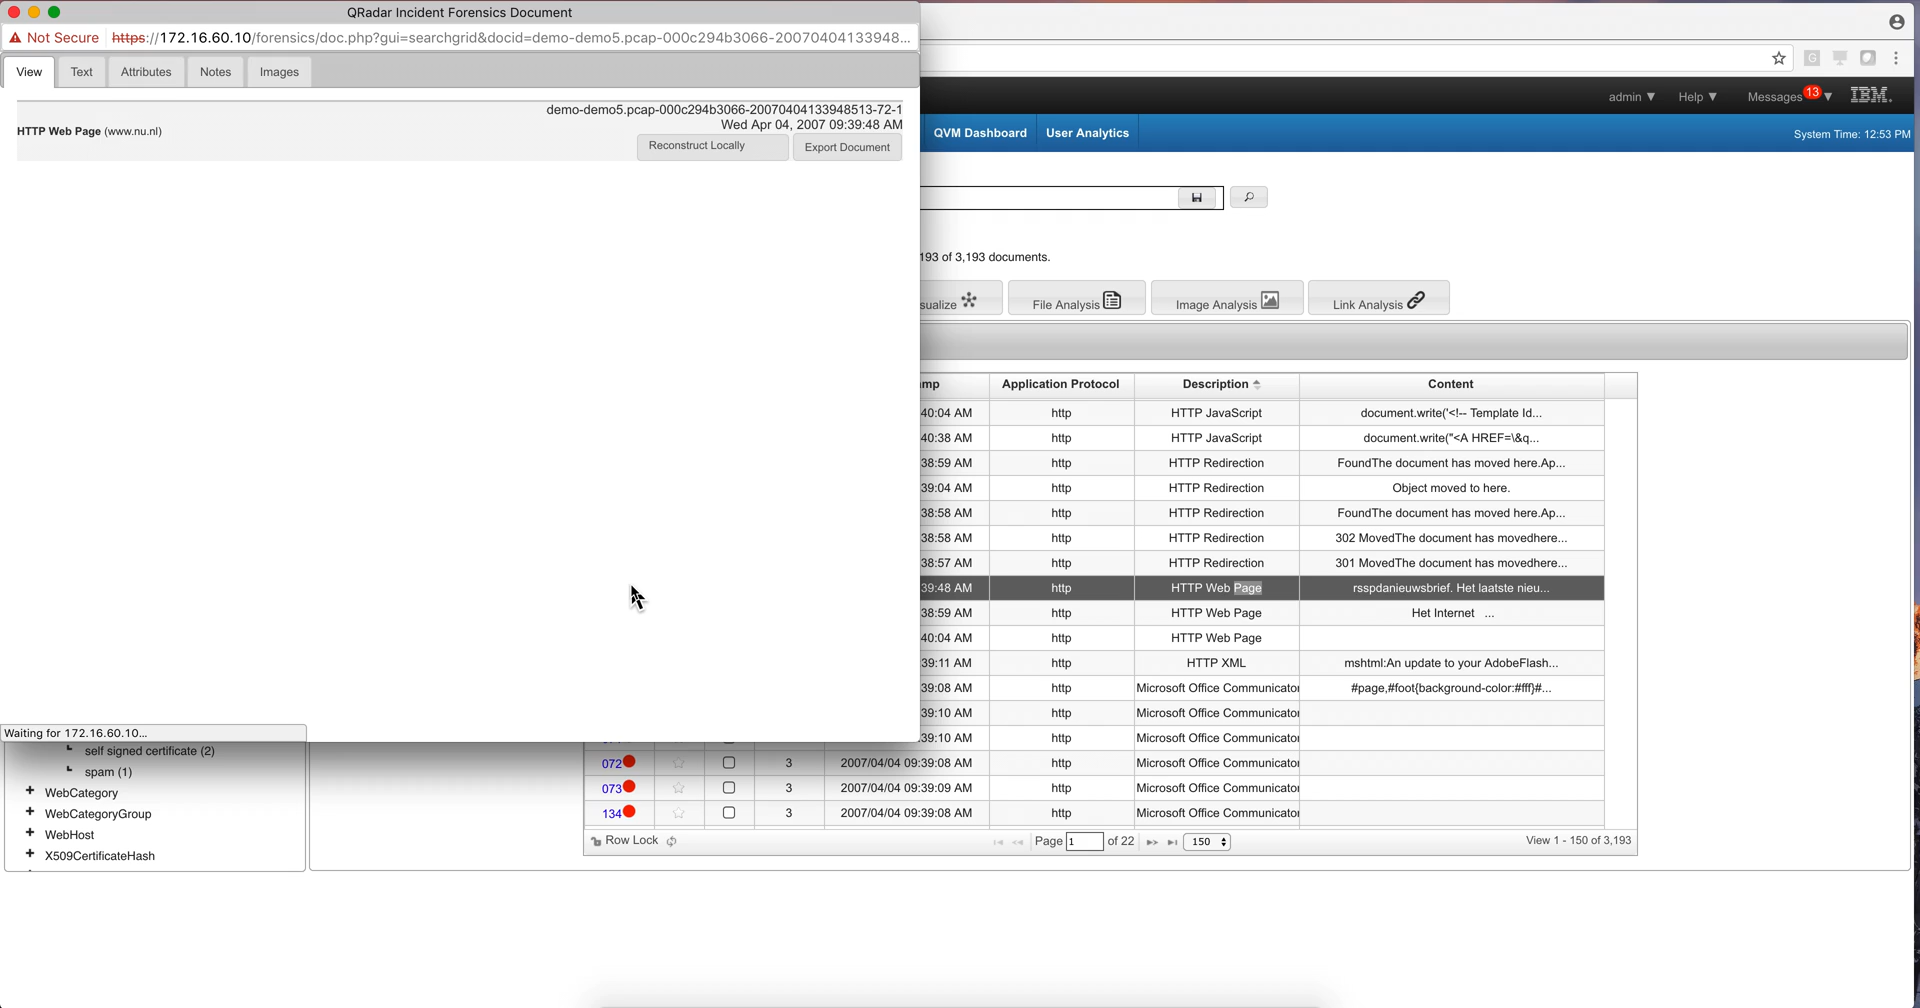 QRadar Incident Forensics Document
Not Secure https://172.16.60.10/forensics/doc.php?gui=searchgrid&docid=demo-demo5.pcap-000c294b3066-20070404133948...
View Text Attributes Notes Images
demo-demo5.pcap-000c294b3066-20070404133948513-72-1
Wed Apr 04, 2007 09:39:48 AM
HTTP Web Page (www.nu.nl)
Reconstruct Locally Export Document
admin ▼ Help ▼ Messages 13 ▼ IBM.
QVM Dashboard User Analytics System Time: 12:53 PM
193 of 3,193 documents.
sualize File Analysis Image Analysis Link Analysis
mp Application Protocol Description Content
40:04 AM http HTTP JavaScript document.write('<!-- Template Id...
40:38 AM http HTTP JavaScript document.write("<A HREF=\&q...
38:59 AM http HTTP Redirection FoundThe document has moved here.Ap...
39:04 AM http HTTP Redirection Object moved to here.
38:58 AM http HTTP Redirection FoundThe document has moved here.Ap...
38:58 AM http HTTP Redirection 302 MovedThe document has movedhere...
38:57 AM http HTTP Redirection 301 MovedThe document has movedhere...
39:48 AM http HTTP Web Page rsspdanieuwsbrief. Het laatste nieu...
38:59 AM http HTTP Web Page Het Internet ...
40:04 AM http HTTP Web Page
39:11 AM http HTTP XML mshtml:An update to your AdobeFlash...
39:08 AM http Microsoft Office Communicator #page,#foot{background-color:#fff}#...
39:10 AM http Microsoft Office Communicator
39:10 AM http Microsoft Office Communicator
072 3 2007/04/04 09:39:08 AM http Microsoft Office Communicator
073 3 2007/04/04 09:39:09 AM http Microsoft Office Communicator
134 3 2007/04/04 09:39:08 AM http Microsoft Office Communicator
Row Lock Page 1 of 22 150 View 1 - 150 of 3,193
Waiting for 172.16.60.10...
self signed certificate (2)
spam (1)
WebCategory
WebCategoryGroup
WebHost
X509CertificateHash